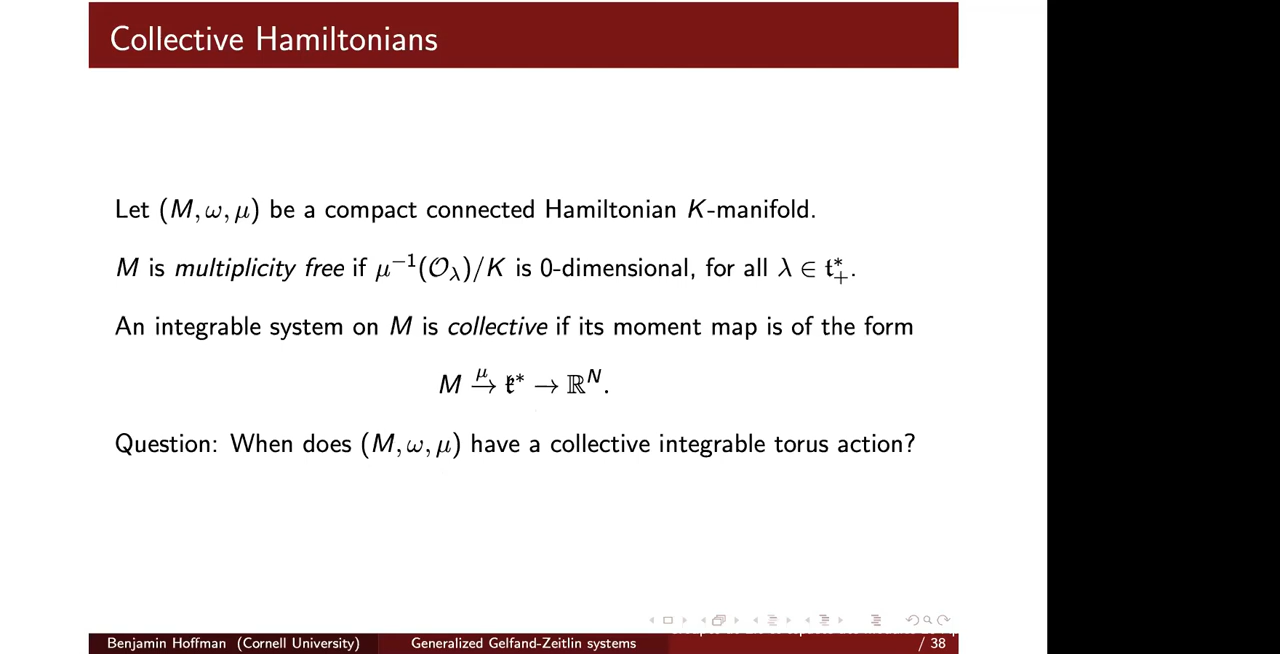 Collective Hamiltonians
Let (M, ω, μ) be a compact connected Hamiltonian K-manifold.
M is multiplicity free if μ⁻¹(𝒪_λ)/K is 0-dimensional, for all λ ∈ 𝔱*₊.
An integrable system on M is collective if its moment map is of the form
M →^μ 𝔨* → ℝᴺ.
Question: When does (M, ω, μ) have a collective integrable torus action?
Benjamin Hoffman (Cornell University)
Generalized Gelfand-Zeitlin systems
/ 38